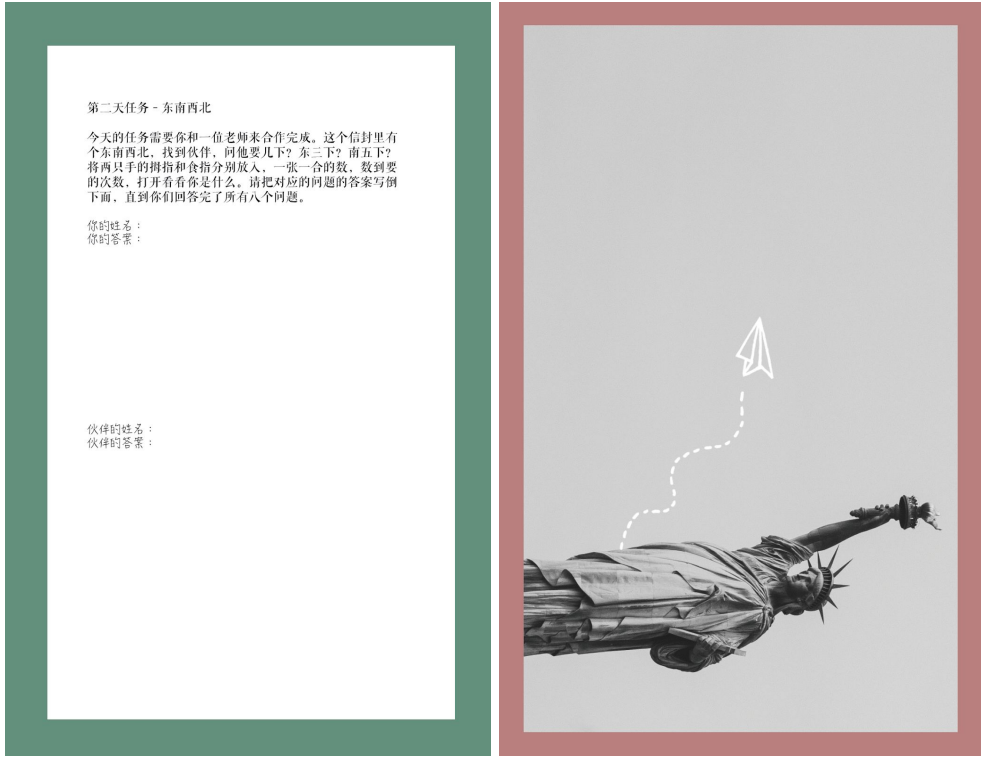 第二天任务 - 东南西北
今天的任务需要你和一位老师来合作完成。这个信封里有
个东南西北，找到伙伴，问他要几下？东三下？南五下？
将两只手的拇指和食指分别放入，一张一合的数，数到要
的次数，打开看看你是什么。请把对应的问题的答案写倒
下面，直到你们回答完了所有八个问题。
你的姓名：
你的答案：
伙伴的姓名：
伙伴的答案：